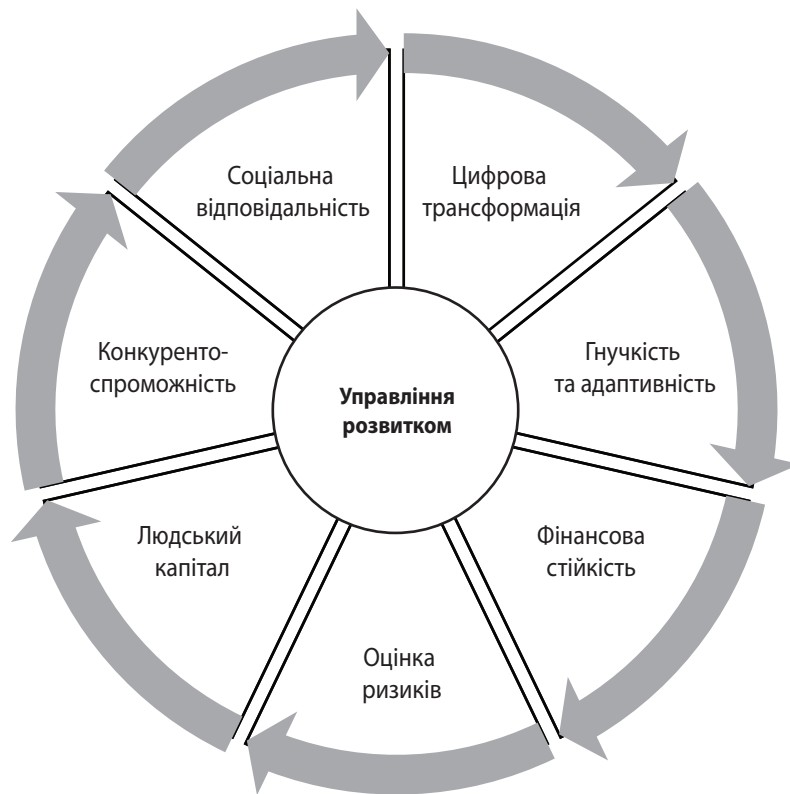 Соціальна
відповідальність
Цифрова
трансформація
Гнучкість
та адаптивність
Фінансова
стійкість
Оцінка
ризиків
Людський
капітал
Конкуренто-
спроможність
Управління
розвитком